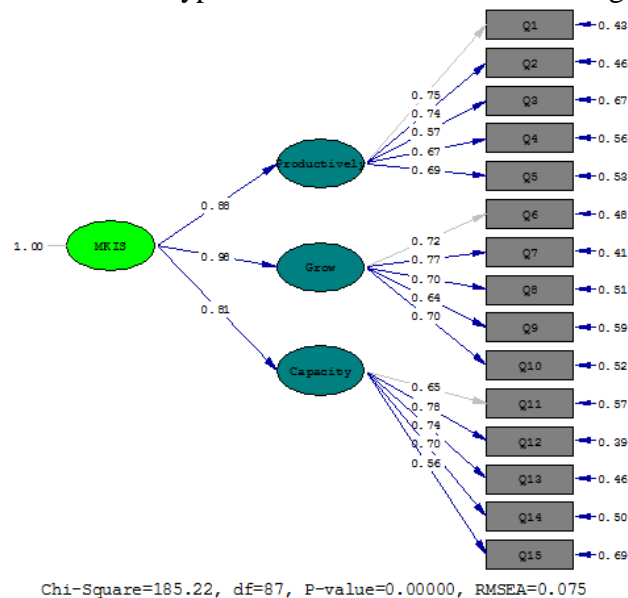 Q1 0.43
Q2 0.46
0.75
Q3 0.67
0.74
0.57
Q4 0.56
0.67
Productively
0.69
Q5 0.53
0.88
Q6 0.48
1.00 MKIS
0.72
Q7 0.41
0.98
0.77
Grow
0.70
Q8 0.51
0.64
0.81
0.70
Q9 0.59
Q10 0.52
Capacity
0.65
Q11 0.57
0.78
0.74
Q12 0.39
0.70
0.56
Q13 0.46
Q14 0.50
Q15 0.69
Chi-Square=185.22, df=87, P-value=0.00000, RMSEA=0.075